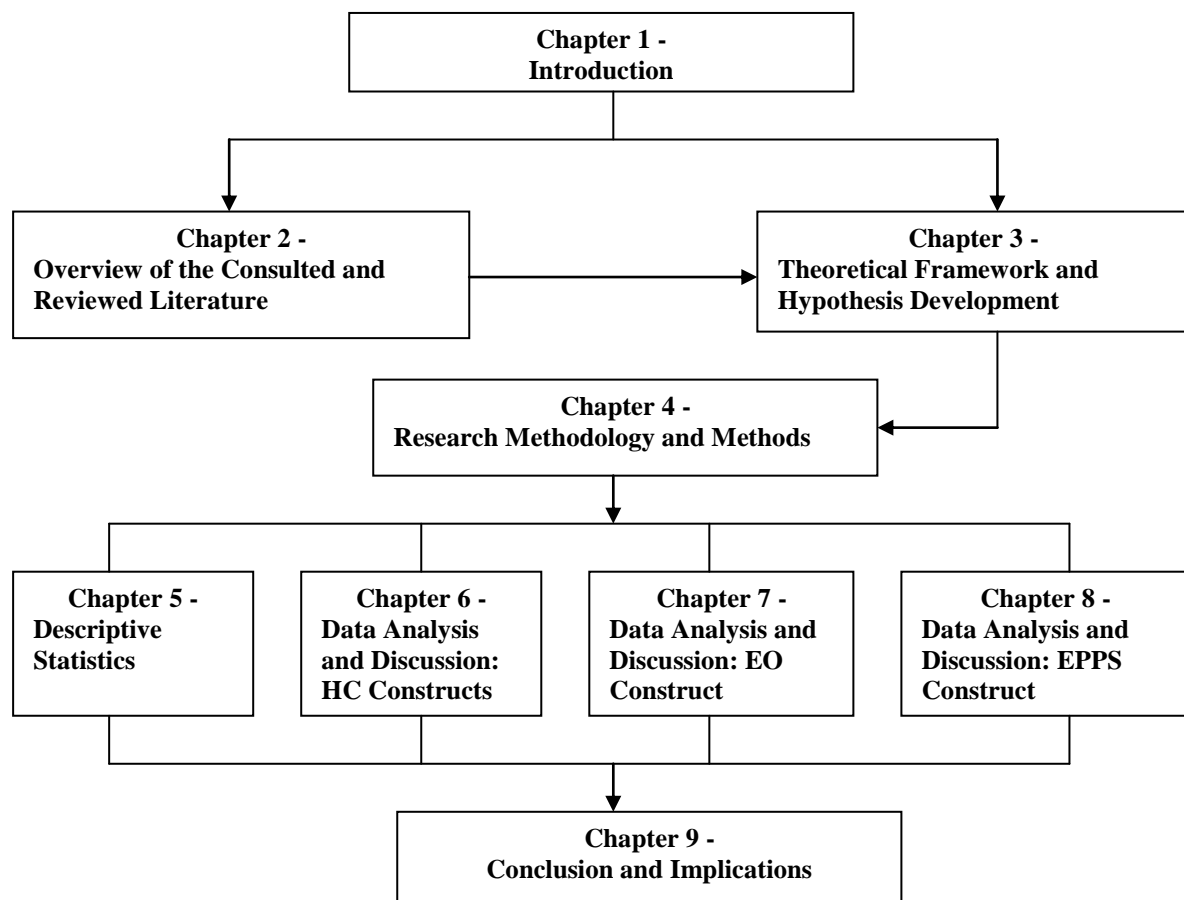 Chapter 1 -
Introduction
Chapter 2 -
Overview of the Consulted and
Reviewed Literature
Chapter 3 -
Theoretical Framework and
Hypothesis Development
Chapter 4 -
Research Methodology and Methods
Chapter 5 -
Descriptive
Statistics
Chapter 6 -
Data Analysis
and Discussion:
HC Constructs
Chapter 7 -
Data Analysis and
Discussion: EO
Construct
Chapter 8 -
Data Analysis and
Discussion: EPPS
Construct
Chapter 9 -
Conclusion and Implications